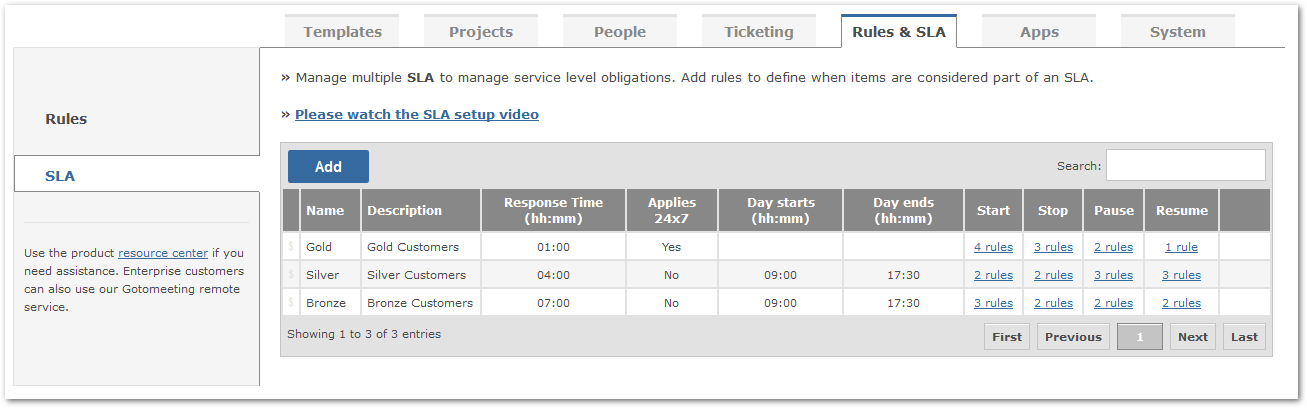 Templates Projects People Ticketing Rules & SLA Apps System
» Manage multiple SLA to manage service level obligations. Add rules to define when items are considered part of an SLA.
» Please watch the SLA setup video
Rules
SLA
Use the product resource center if you
need assistance. Enterprise customers
can also use our Gotomeeting remote
service.
Add Search:
Name Description Response Time (hh:mm) Applies 24x7 Day starts (hh:mm) Day ends (hh:mm) Start Stop Pause Resume
$ Gold Gold Customers 01:00 Yes 4 rules 3 rules 2 rules 1 rule
$ Silver Silver Customers 04:00 No 09:00 17:30 2 rules 2 rules 3 rules 3 rules
$ Bronze Bronze Customers 07:00 No 09:00 17:30 3 rules 2 rules 2 rules 2 rules
Showing 1 to 3 of 3 entries First Previous 1 Next Last